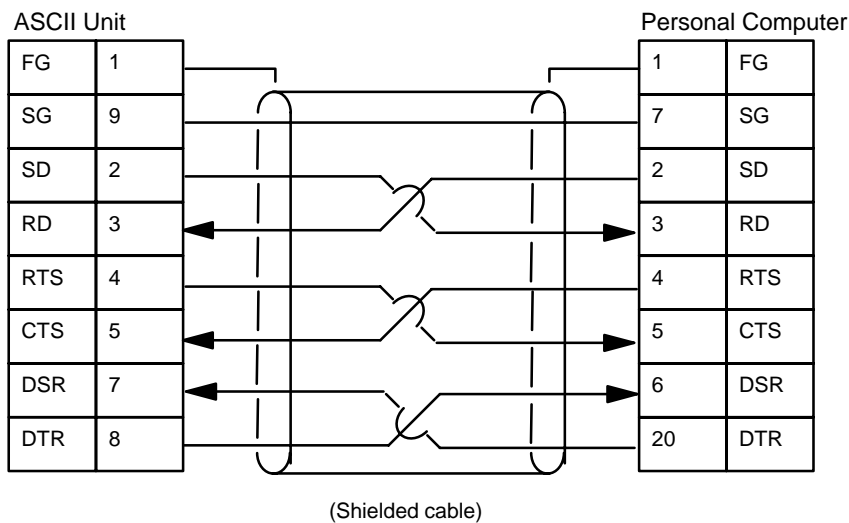 ASCII Unit Personal Computer
FG 1 1 FG
SG 9 7 SG
SD 2 2 SD
RD 3 3 RD
RTS 4 4 RTS
CTS 5 5 CTS
DSR 7 6 DSR
DTR 8 20 DTR
(Shielded cable)